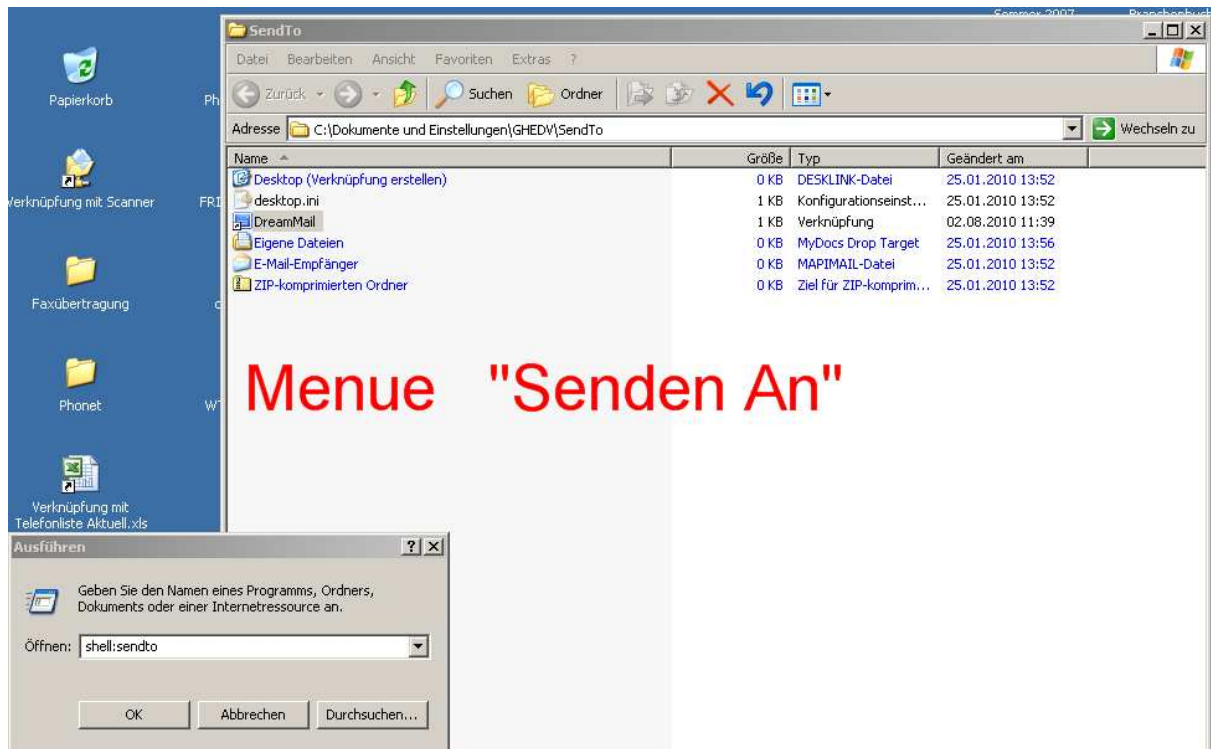 Sommer 2007 Branchenbuch
SendTo
Datei Bearbeiten Ansicht Favoriten Extras ?
Zurück Suchen Ordner
Adresse C:\Dokumente und Einstellungen\GHEDV\SendTo Wechseln zu
Name Größe Typ Geändert am
Desktop (Verknüpfung erstellen) 0 KB DESKLINK-Datei 25.01.2010 13:52
desktop.ini 1 KB Konfigurationseinst... 25.01.2010 13:52
DreamMail 1 KB Verknüpfung 02.08.2010 11:39
Eigene Dateien 0 KB MyDocs Drop Target 25.01.2010 13:56
E-Mail-Empfänger 0 KB MAPIMAIL-Datei 25.01.2010 13:52
ZIP-komprimierten Ordner 0 KB Ziel für ZIP-komprim... 25.01.2010 13:52
Menue "Senden An"
Papierkorb
Ph
Verknüpfung mit Scanner
FRI
Faxübertragung
Phonet
W
Verknüpfung mit
Telefonliste Aktuell.xls
Ausführen
Geben Sie den Namen eines Programms, Ordners,
Dokuments oder einer Internetressource an.
Öffnen: shell:sendto
OK Abbrechen Durchsuchen...